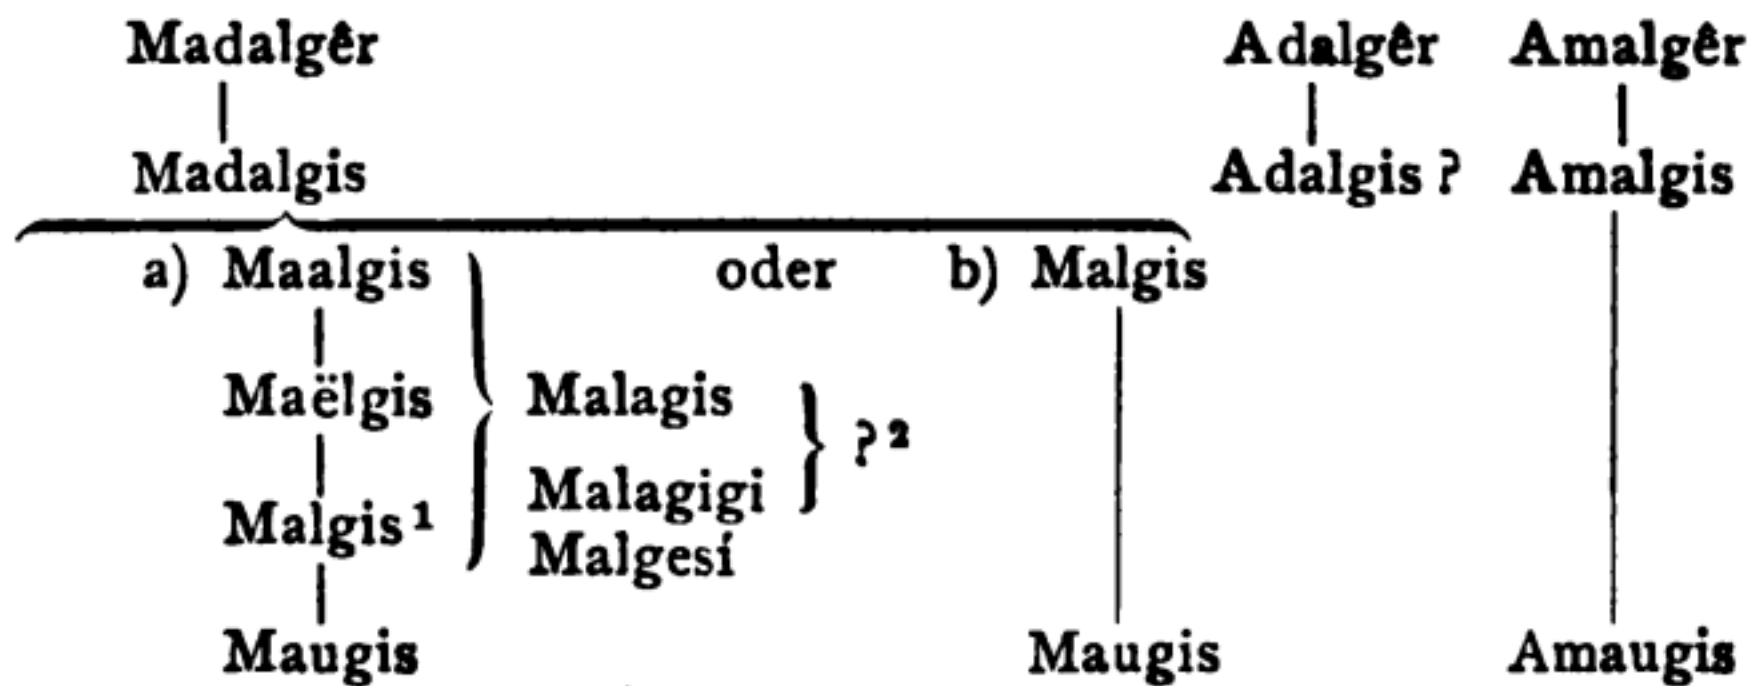 Madalgêr Adalgêr Amalgêr
Madalgis Adalgis? Amalgis
a) Maalgis oder b) Malgis
Maëlgis Malagis
?²
Malagigi
Malgis¹
Malgesí
Maugis Maugis Amaugis